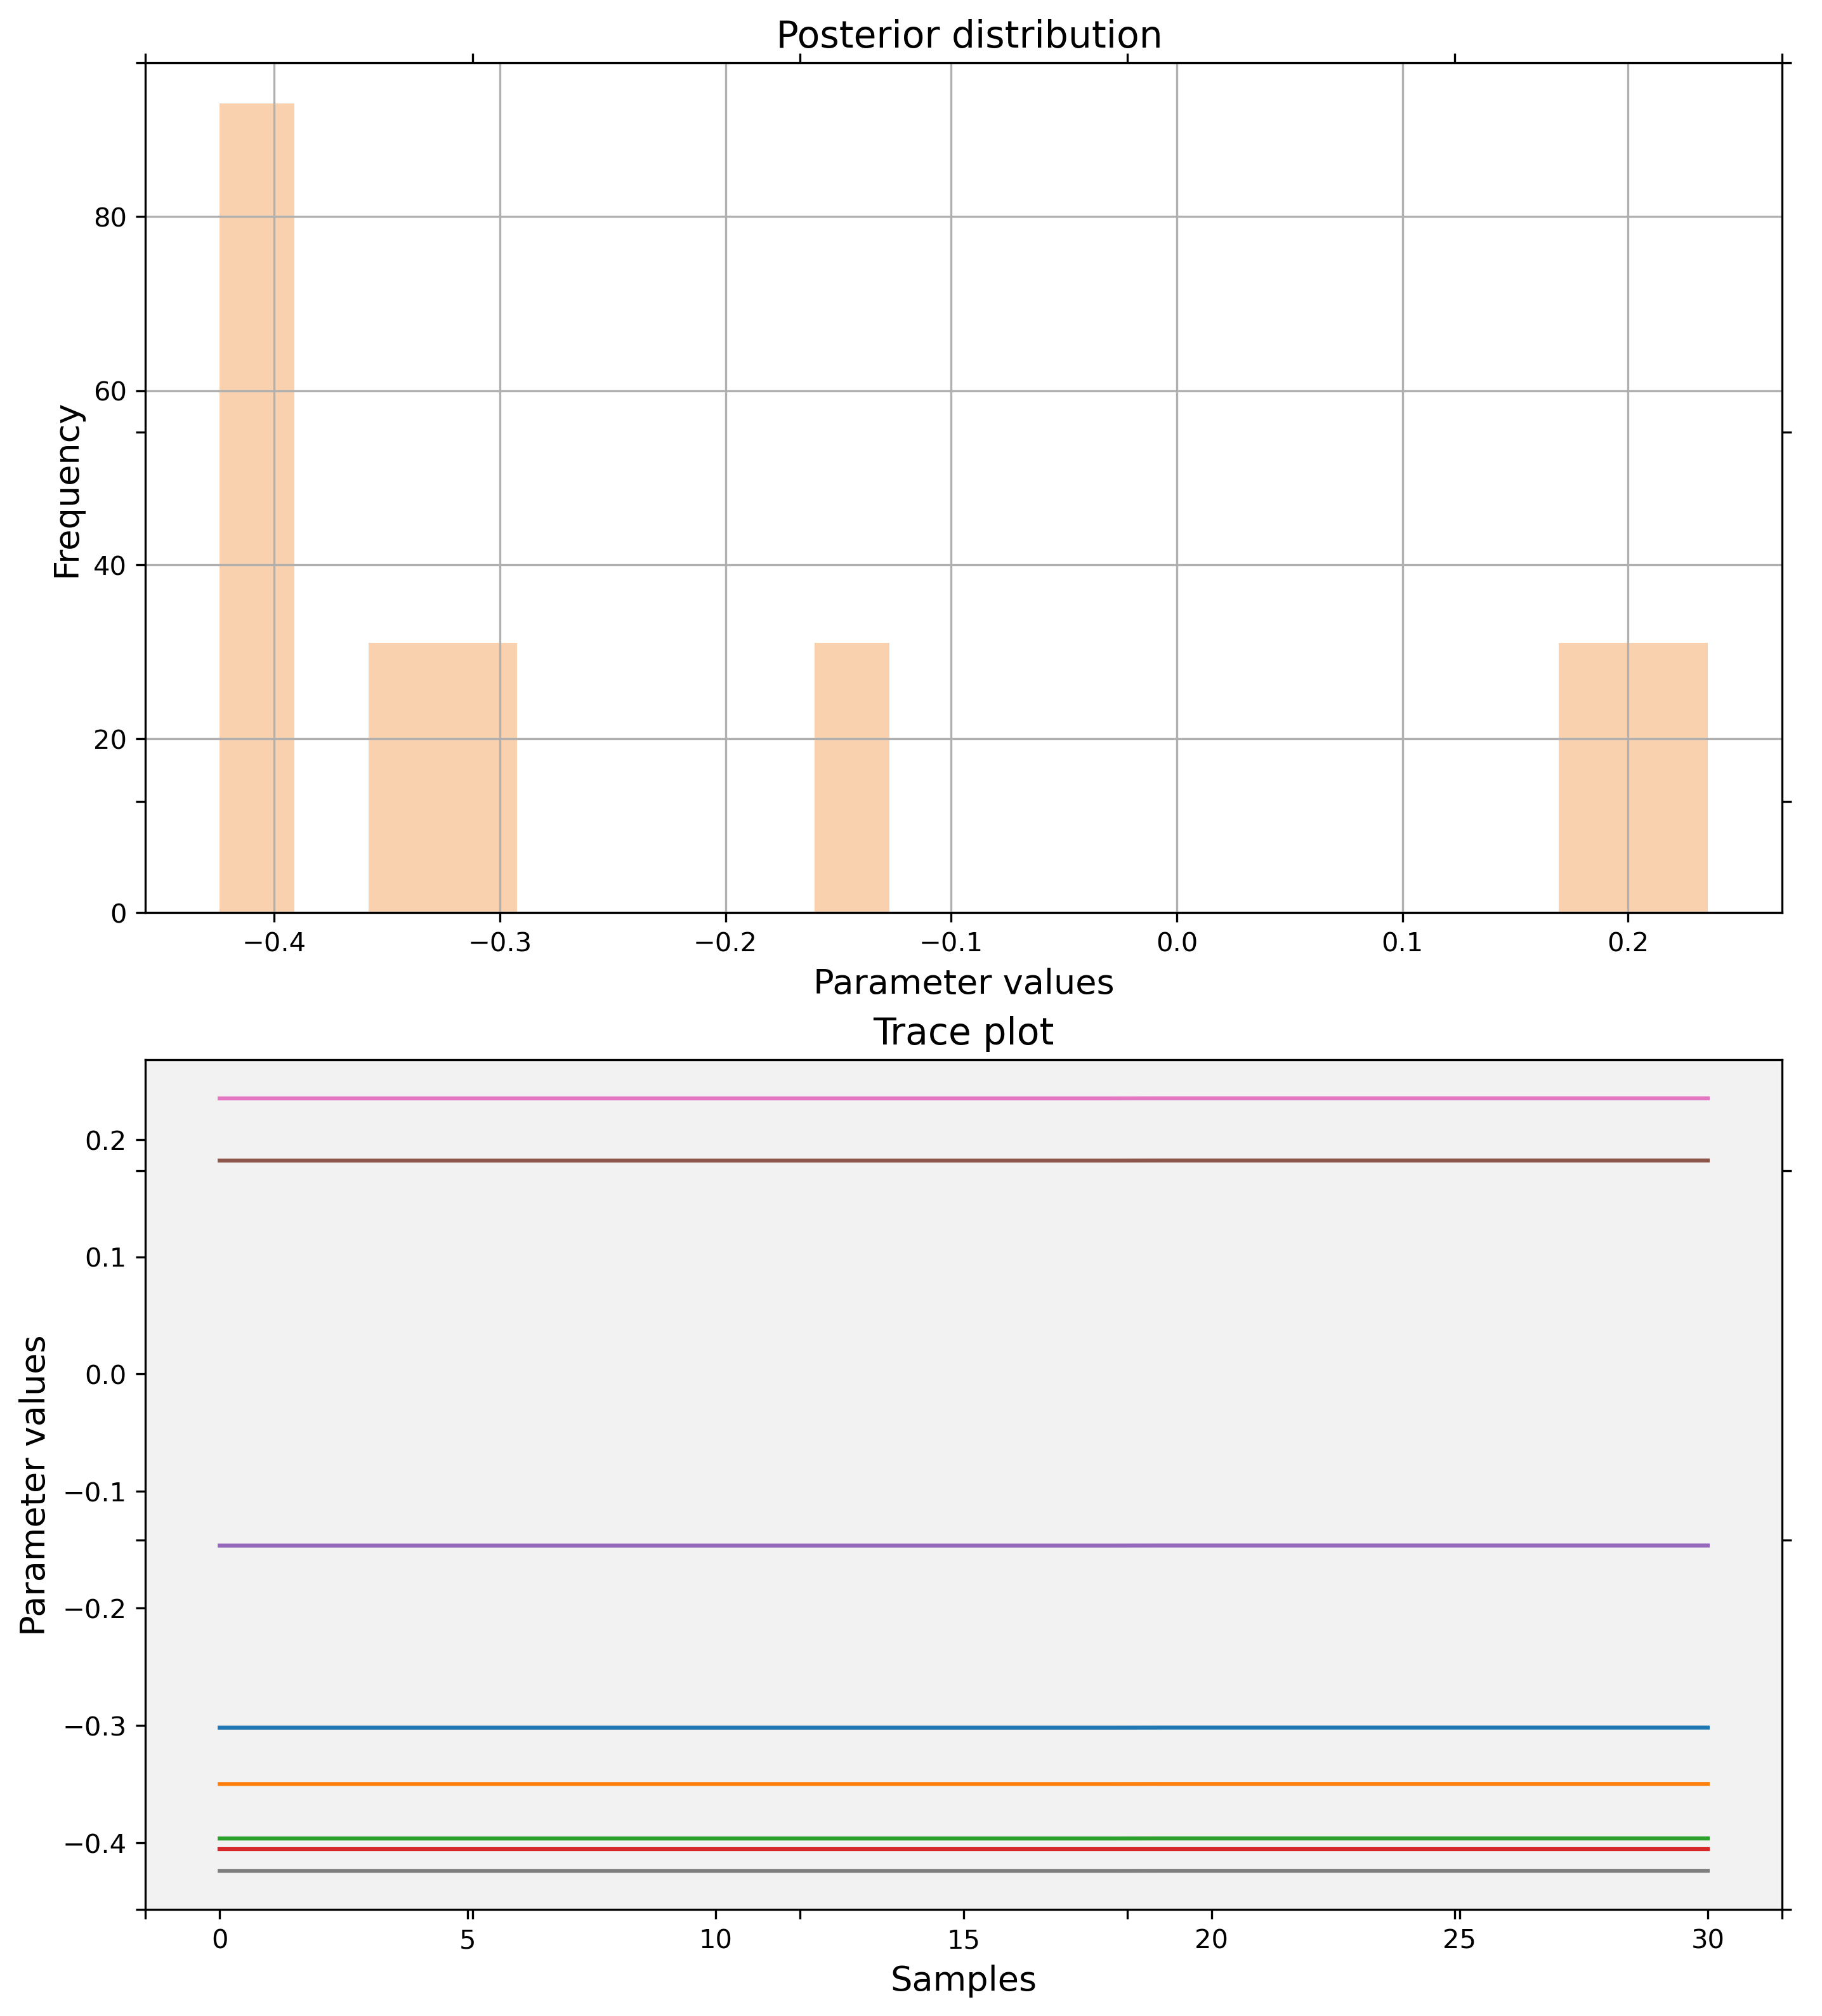 Posterior distribution
80
60
40
20
0
Frequency
−0.4 −0.3 −0.2 −0.1 0.0 0.1 0.2
Parameter values
Trace plot
0.2
0.1
0.0
−0.1
−0.2
−0.3
−0.4
Parameter values
0 5 10 15 20 25 30
Samples